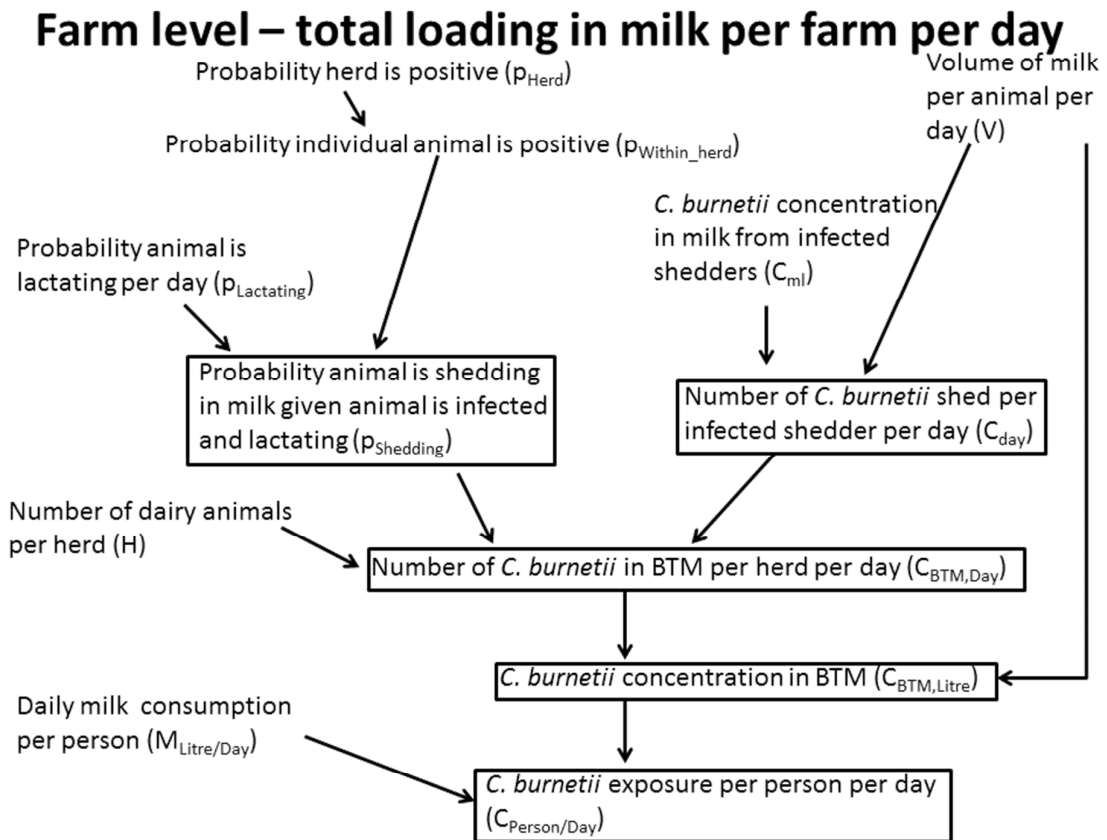 Farm level – total loading in milk per farm per day
Probability herd is positive (pHerd)
Volume of milk
per animal per
day (V)
Probability individual animal is positive (pWithin_herd)
C. burnetii concentration
in milk from infected
shedders (Cml)
Probability animal is
lactating per day (pLactating)
Probability animal is shedding
in milk given animal is infected
and lactating (pShedding)
Number of C. burnetii shed per
infected shedder per day (Cday)
Number of dairy animals
per herd (H)
Number of C. burnetii in BTM per herd per day (CBTM,Day)
C. burnetii concentration in BTM (CBTM,Litre)
Daily milk consumption
per person (MLitre/Day)
C. burnetii exposure per person per day
(CPerson/Day)